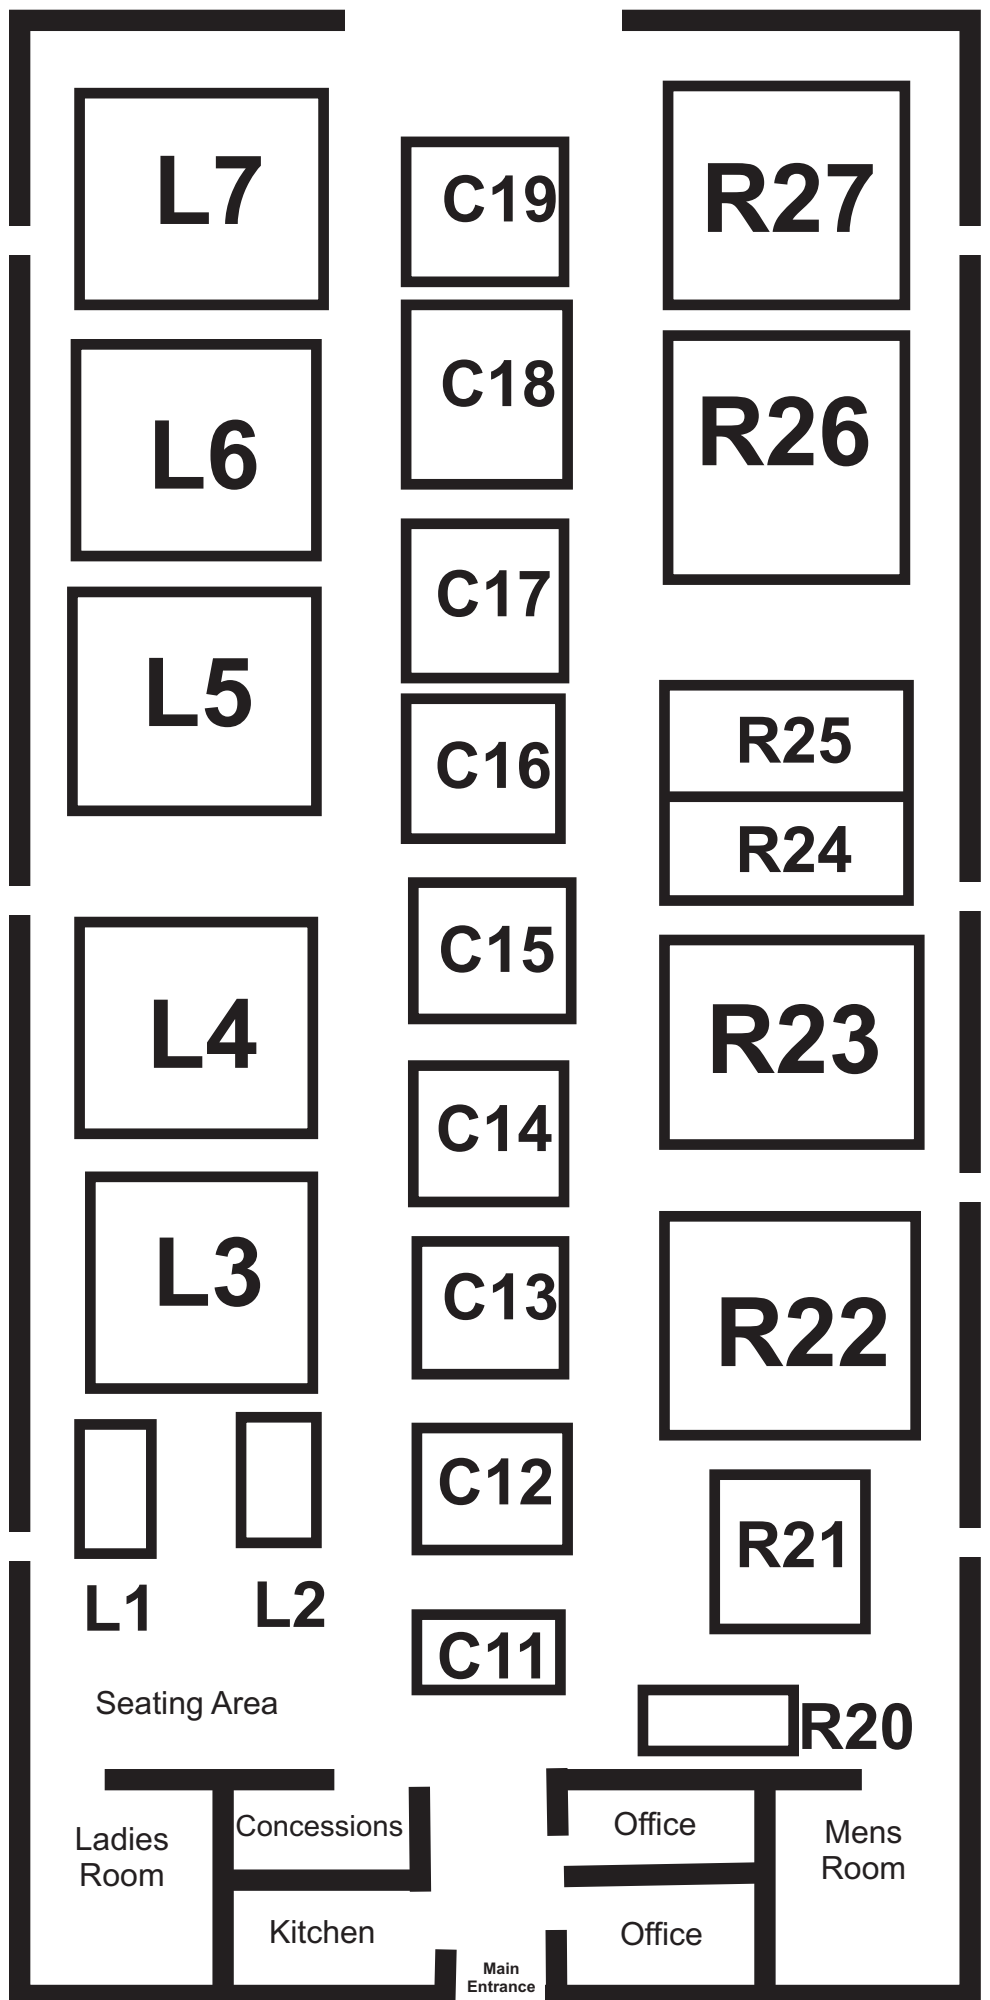 L7
C19
R27
C18
L6
R26
C17
L5
C16
R25
R24
C15
L4
R23
C14
L3
C13
R22
C12
R21
L1
L2
C11
Seating Area
R20
Concessions
Office
Ladies
Room
Mens
Room
Kitchen
Office
Main
Entrance